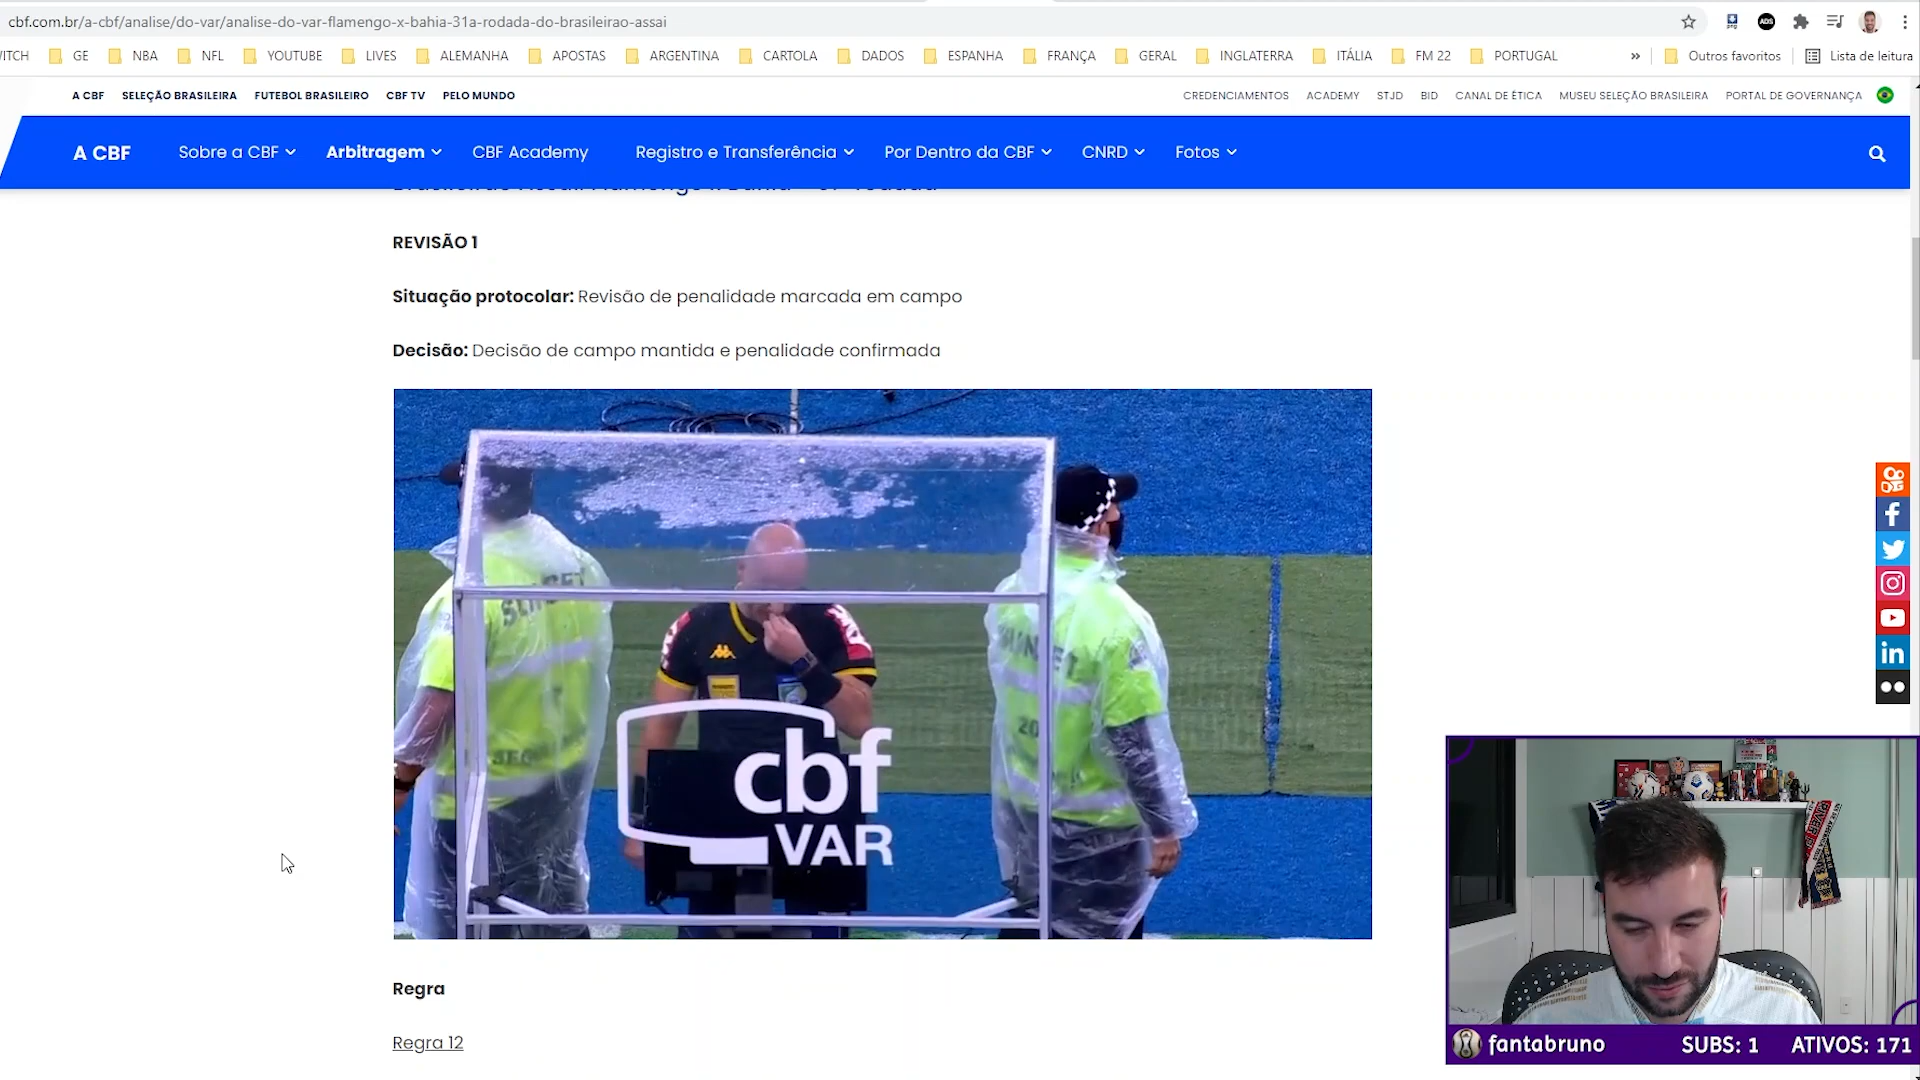 cbf.com.br/a-cbf/analise/do-var/analise-do-var-flamengo-x-bahia-31a-rodada-do-brasileirao-assai
ITCH GE NBA NFL YOUTUBE LIVES ALEMANHA APOSTAS ARGENTINA CARTOLA DADOS ESPANHA FRANÇA GERAL INGLATERRA ITÁLIA FM 22 PORTUGAL » Outros favoritos Lista de leitura
A CBF SELEÇÃO BRASILEIRA FUTEBOL BRASILEIRO CBF TV PELO MUNDO CREDENCIAMENTOS ACADEMY STJD BID CANAL DE ÉTICA MUSEU SELEÇÃO BRASILEIRA PORTAL DE GOVERNANÇA
A CBF Sobre a CBF Arbitragem CBF Academy Registro e Transferência Por Dentro da CBF CNRD Fotos
REVISÃO 1
Situação protocolar: Revisão de penalidade marcada em campo
Decisão: Decisão de campo mantida e penalidade confirmada
cbf
VAR
Regra
Regra 12
fantabruno SUBS: 1 ATIVOS: 171